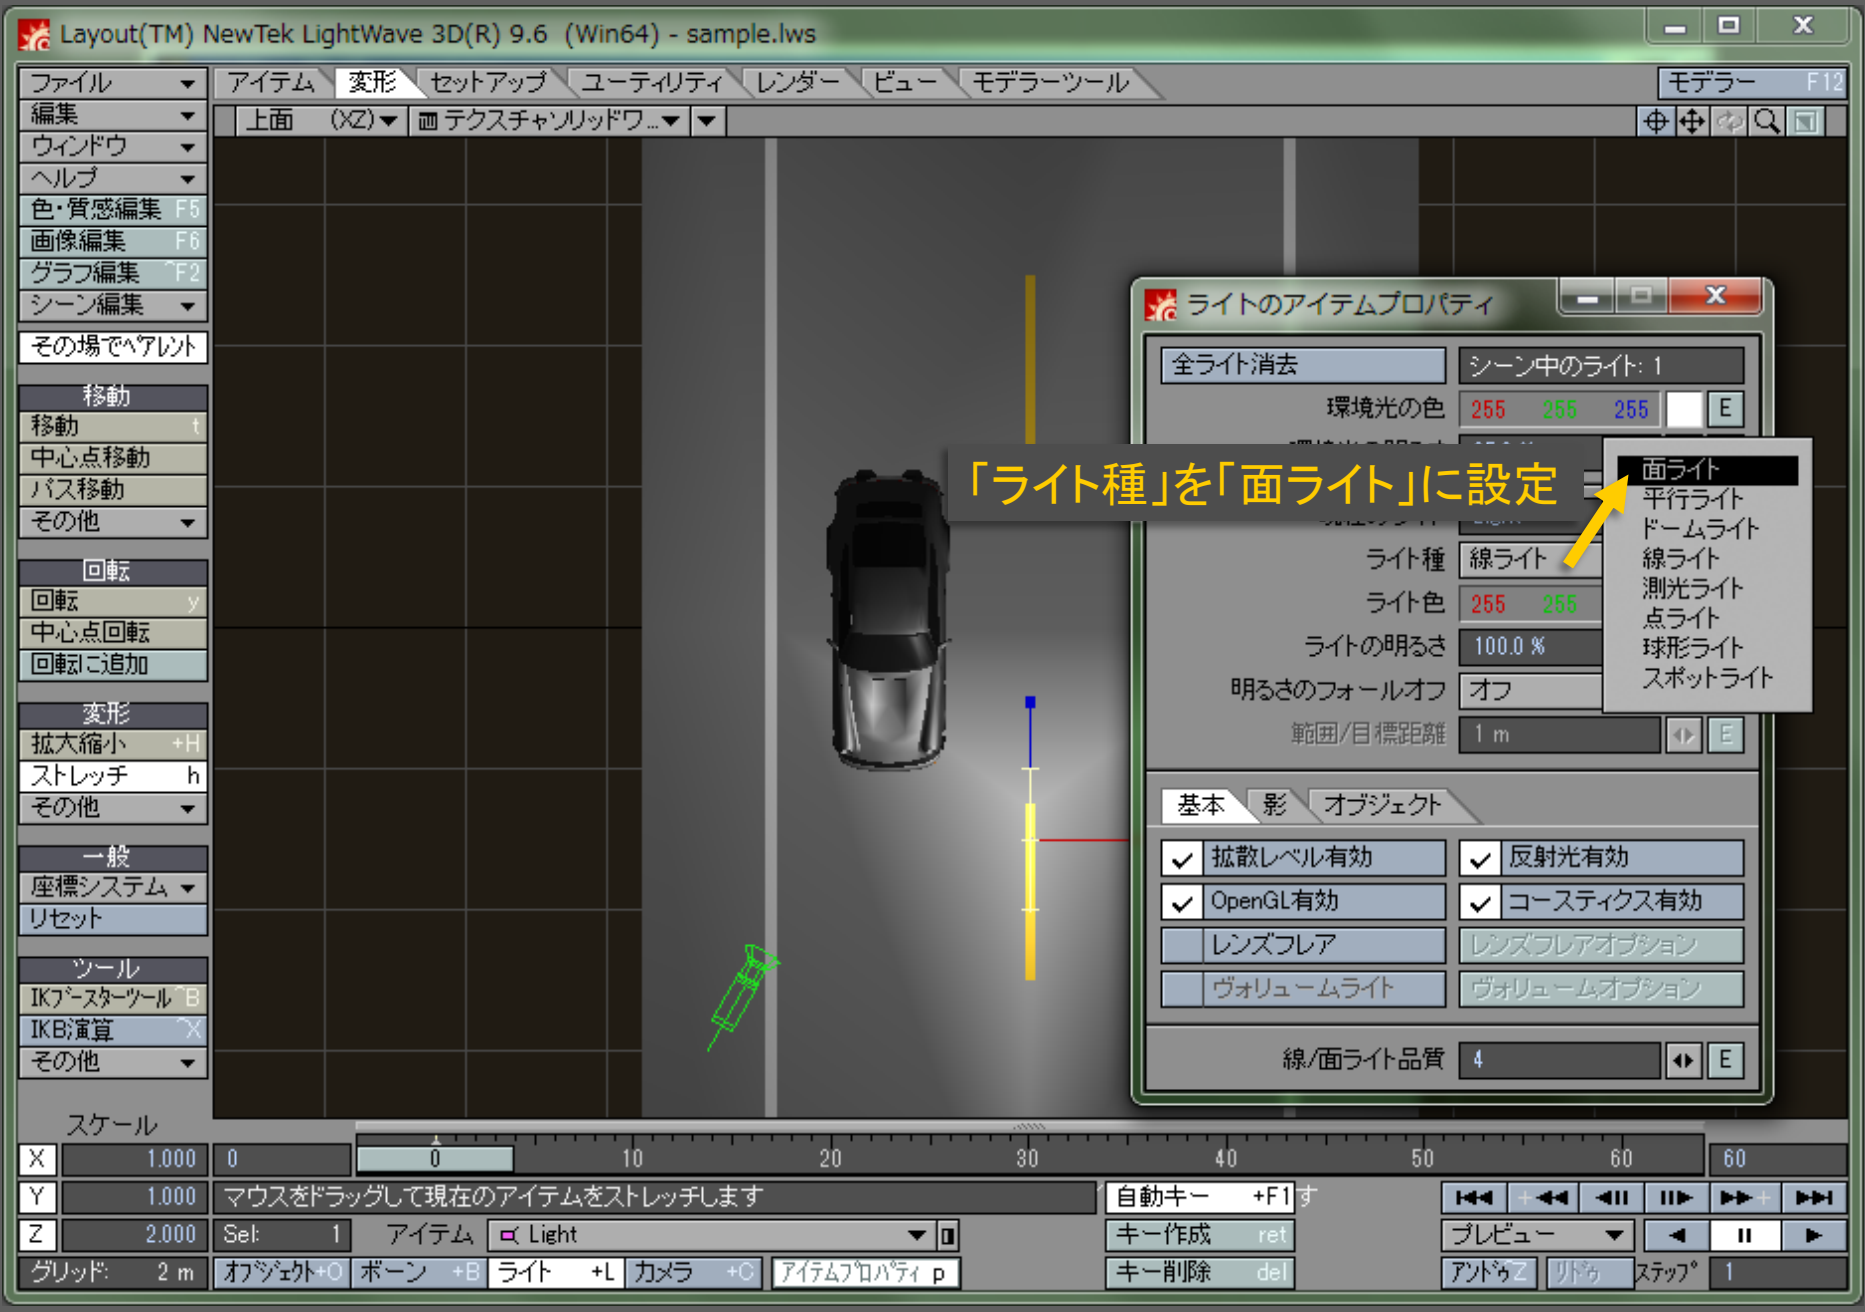 Layout(TM) NewTek LightWave 3D(R) 9.6 (Win64) - sample.lws
ファイル
アイテム 変形 セットアップ ユーティリティ レンダー ビュー モデラーツール
モデラー F12
編集
上面 (XZ) テクスチャソリッドワ...
ウィンドウ
ヘルプ
色・質感編集 F5
画像編集 F6
グラフ編集 ^F2
シーン編集
その場でペアレント
移動
移動 t
中心点移動
パス移動
その他
回転
回転 y
中心点回転
回転に追加
変形
拡大縮小 +H
ストレッチ h
その他
一般
座標システム
リセット
ツール
IKブースターツール ^B
IKB演算 ^X
その他
ライトのアイテムプロパティ
全ライト消去 シーン中のライト: 1
環境光の色 255 255 255 E
「ライト種」を「面ライト」に設定
ライト種 線ライト
ライト色 255 255
ライトの明るさ 100.0 %
明るさのフォールオフ オフ
範囲/目標距離 1 m E
面ライト
平行ライト
ドームライト
線ライト
測光ライト
点ライト
球形ライト
スポットライト
基本 影 オブジェクト
拡散レベル有効 反射光有効
OpenGL有効 コースティクス有効
レンズフレア レンズフレアオプション
ヴォリュームライト ヴォリュームオプション
線/面ライト品質 4 E
スケール
X 1.000 0 0 10 20 30 40 50 60 60
Y 1.000 マウスをドラッグして現在のアイテムをストレッチします 自動キー +F1 す
Z 2.000 Sel: 1 アイテム Light キー作成 ret プレビュー
グリッド: 2 m オブジェクト +O ボーン +B ライト +L カメラ +C アイテムプロパティ p キー削除 del アンドゥ Z リドゥ ステップ 1